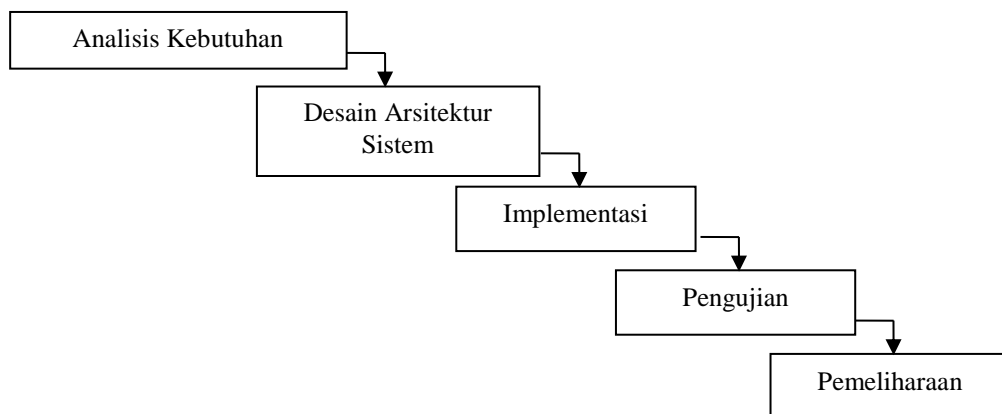 Analisis Kebutuhan
Desain Arsitektur
Sistem
Implementasi
Pengujian
Pemeliharaan